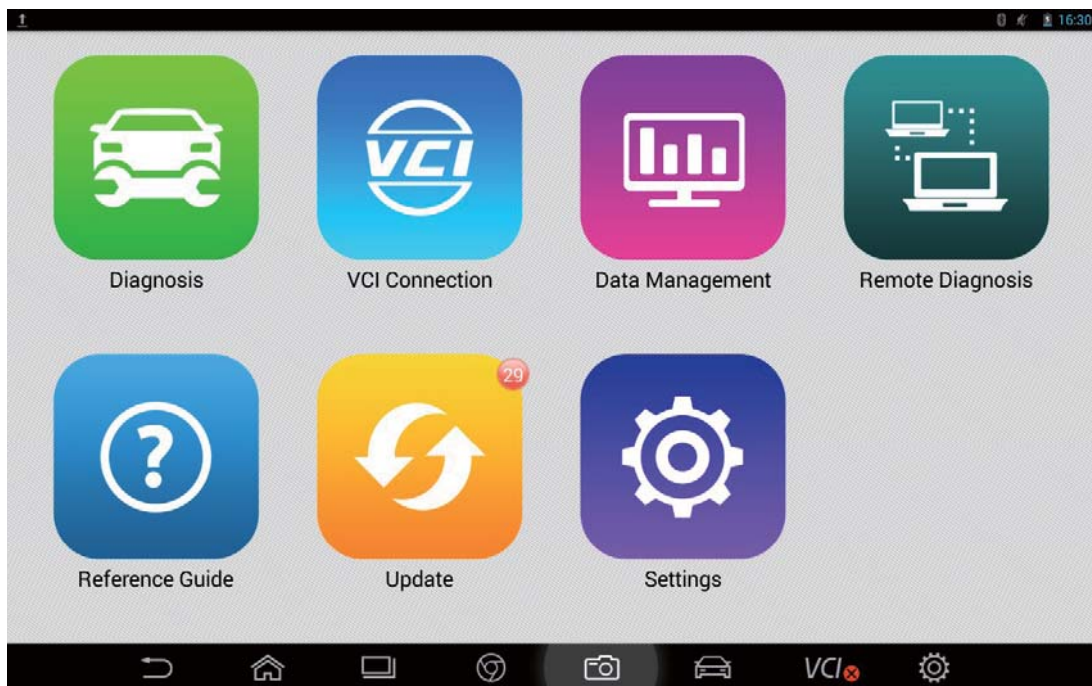 16:30
VCI
Diagnosis
VCI Connection
Data Management
Remote Diagnosis
?
29
Reference Guide
Update
Settings
VCI